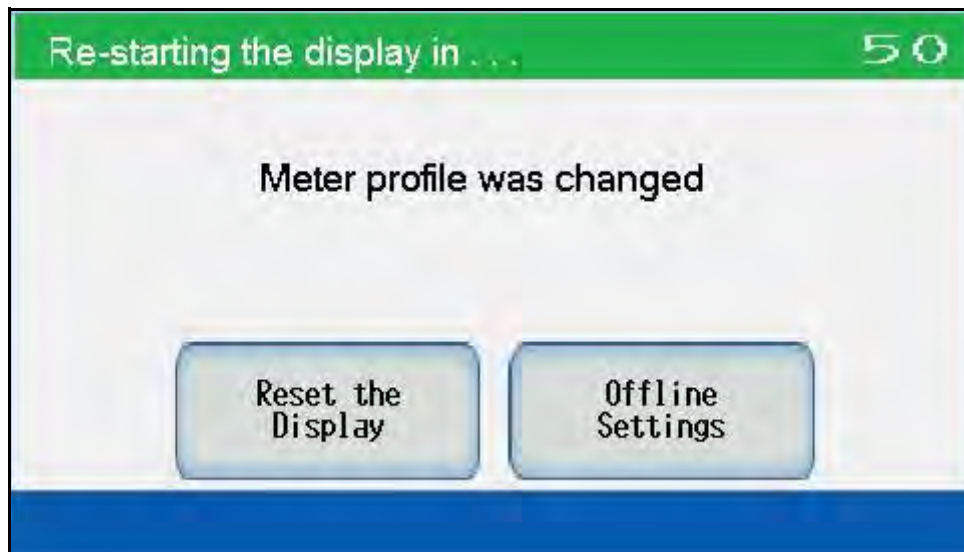 Re-starting the display in . . . 50
Meter profile was changed
Reset the
Display
Offline
Settings